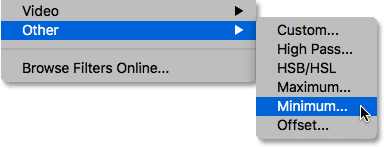 Video
Other
Browse Filters Online...
Custom...
High Pass...
HSB/HSL
Maximum...
Minimum...
Offset...